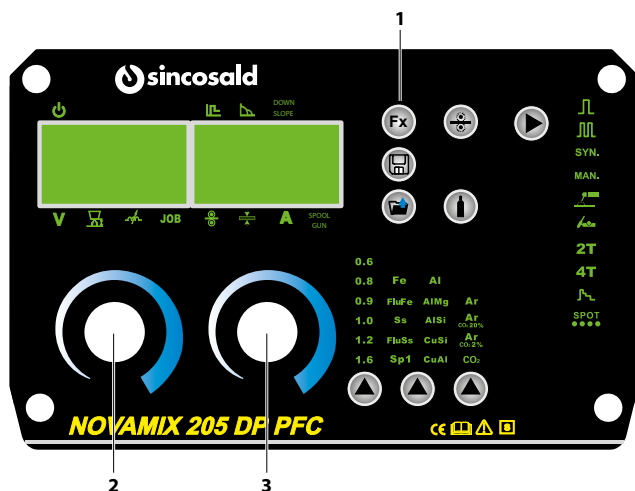 1
sincosald
DOWN
SLOPE
Fx
SYN.
MAN.
V
JOB
A
SPOOL
GUN
2T
4T
SPOT
0.6
0.8 Fe Al
0.9 FluFe AlMg Ar
1.0 Ss AlSi Ar CO₂ 20%
1.2 FluSs CuSi Ar CO₂ 2%
1.6 Sp1 CuAl CO₂
NOVAMIX 205 DP PFC
CE
S
2
3